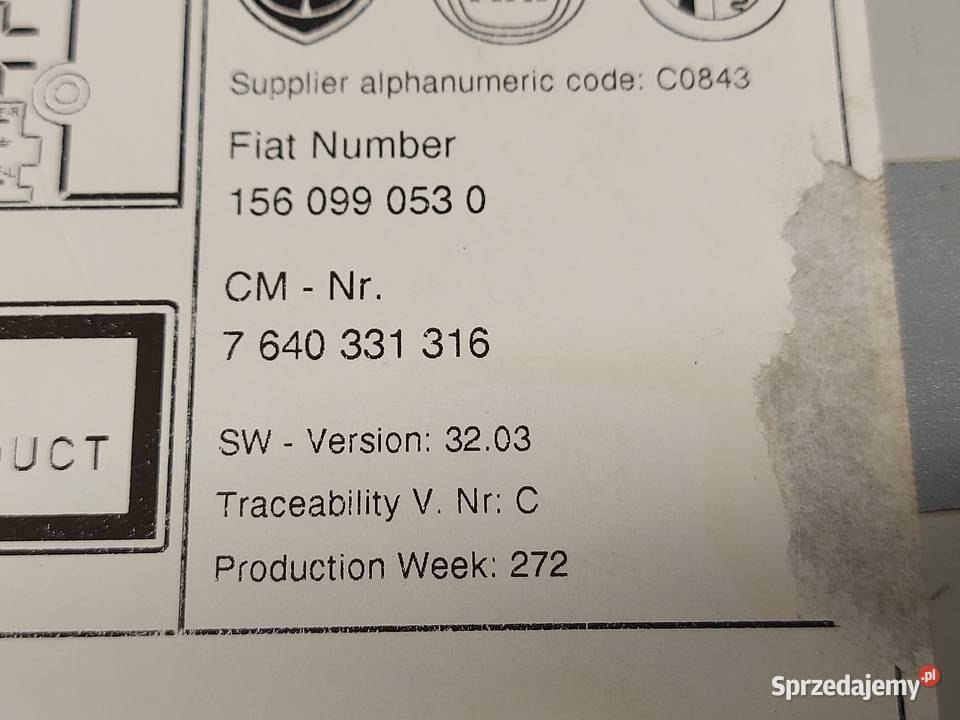 Supplier alphanumeric code: C0843
Fiat Number
156 099 053 0
CM - Nr.
7 640 331 316
SW - Version: 32.03
Traceability V. Nr: C
Production Week: 272
UCT
Sprzedajemy.pl